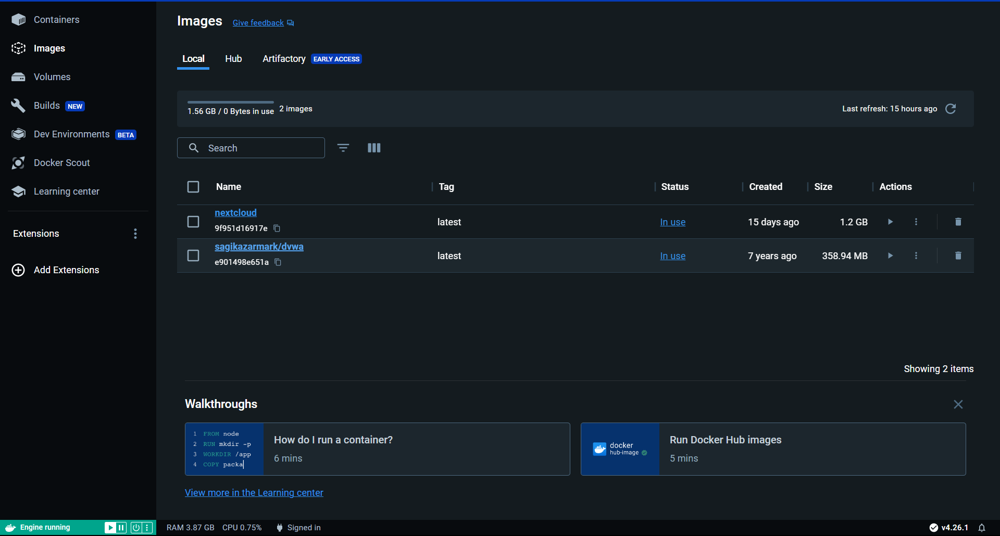 Containers
Images
Volumes
Builds NEW
Dev Environments BETA
Docker Scout
Learning center
Extensions
Add Extensions
Images Give feedback
Local Hub Artifactory EARLY ACCESS
1.56 GB / 0 Bytes in use 2 images Last refresh: 15 hours ago
Search
Name Tag Status Created Size Actions
nextcloud
9f951d16917e latest In use 15 days ago 1.2 GB
sagikazarmark/dvwa
e901498e651a latest In use 7 years ago 358.94 MB
Showing 2 items
Walkthroughs
1 FROM node
2 RUN mkdir -p
3 WORKDIR /app
4 COPY packa
How do I run a container?
6 mins
docker
hub-image
Run Docker Hub images
5 mins
View more in the Learning center
Engine running RAM 3.87 GB CPU 0.75% Signed in v4.26.1